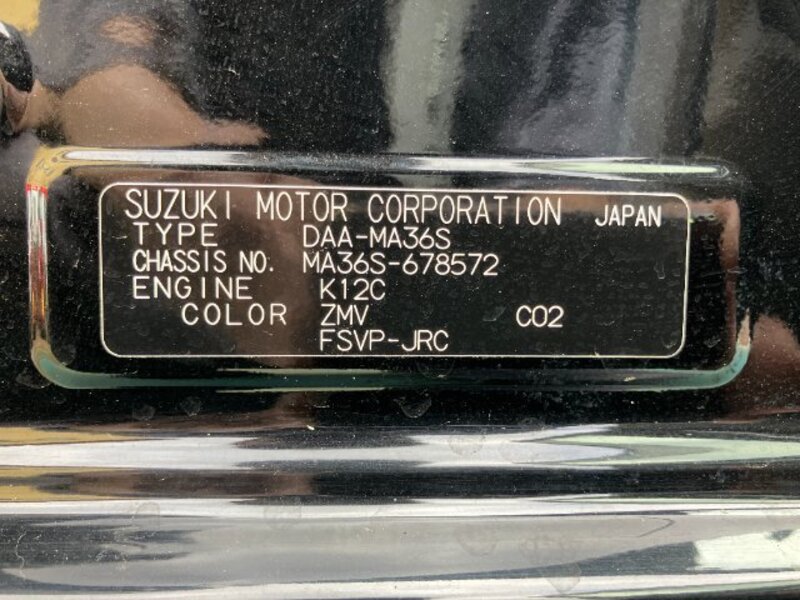 SUZUKI MOTOR CORPORATION JAPAN
TYPE DAA-MA36S
CHASSIS NO. MA36S-678572
ENGINE K12C
COLOR ZMV C02
FSVP-JRC